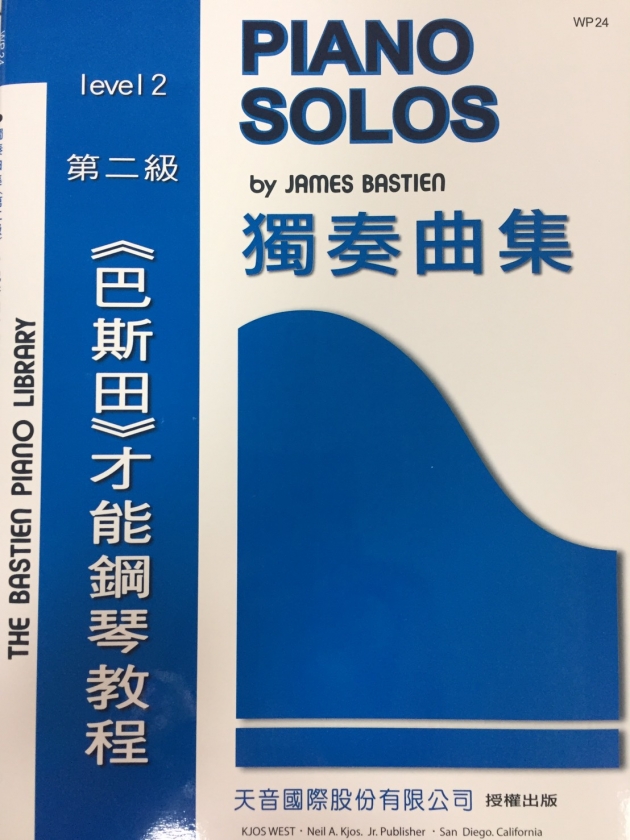 WP24
PIANO
SOLOS
by JAMES BASTIEN
獨奏曲集
level 2
第二級
《巴斯田》才能鋼琴教程
THE BASTIEN PIANO LIBRARY
天音國際股份有限公司 授權出版
KJOS WEST · Neil A. Kjos. Jr. Publisher · San Diego. California